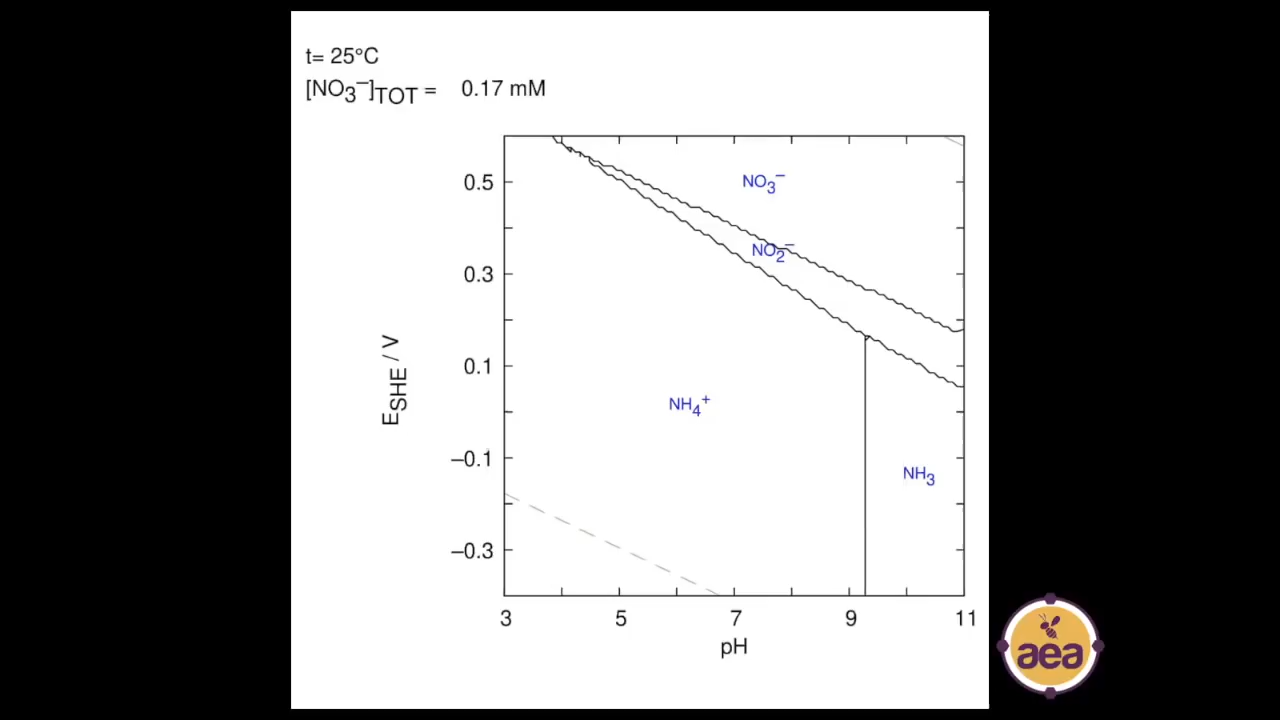 t= 25°C
[NO₃⁻]TOT = 0.17 mM
NO₃⁻
0.5
NO₂⁻
0.3
ESHE / V
0.1
NH₄⁺
−0.1
NH₃
−0.3
3 5 7 9 11
pH
aea